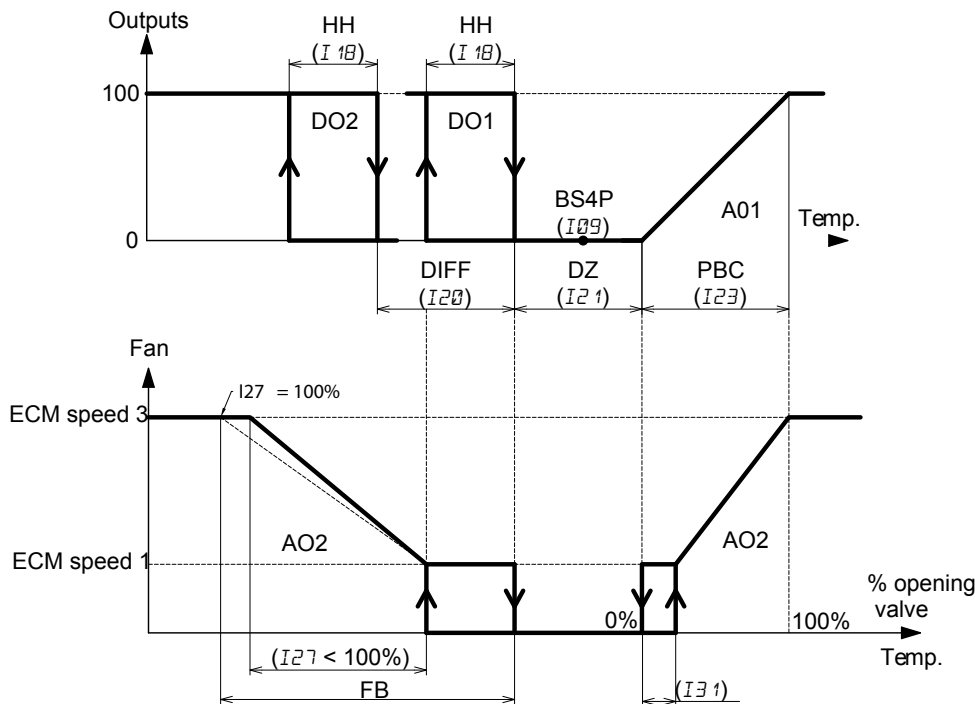 Outputs
HH
(I18)
HH
(I18)
100
DO2
DO1
BS4P
(I09)
A01
Temp.
0
DIFF
(I20)
DZ
(I21)
PBC
(I23)
Fan
I27 = 100%
ECM speed 3
AO2
AO2
ECM speed 1
% opening
valve
0%
100%
Temp.
(I27 < 100%)
(I31)
FB